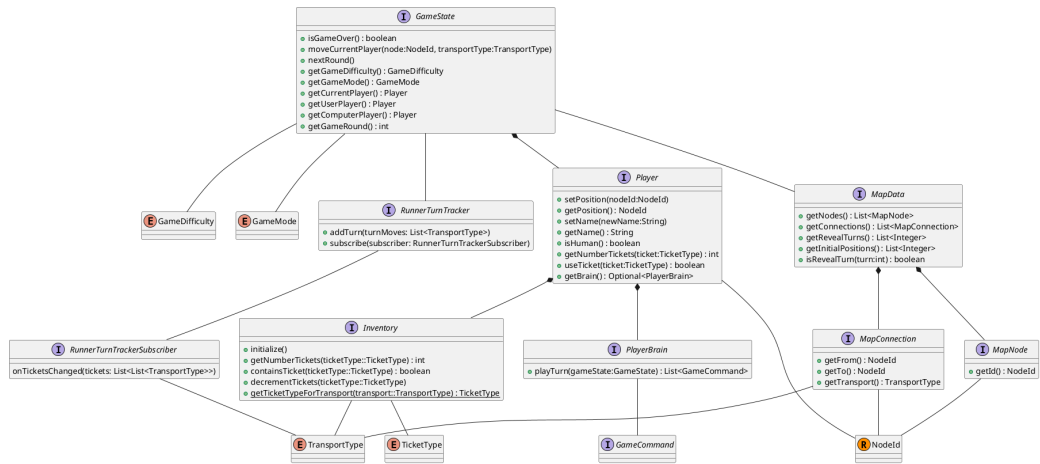 I GameState
isGameOver() : boolean
moveCurrentPlayer(node:NodeId, transportType:TransportType)
nextRound()
getGameDifficulty() : GameDifficulty
getGameMode() : GameMode
getCurrentPlayer() : Player
getUserPlayer() : Player
getComputerPlayer() : Player
getGameRound() : int
E GameDifficulty
E GameMode
I RunnerTurnTracker
addTurn(turnMoves: List<TransportType>)
subscribe(subscriber: RunnerTurnTrackerSubscriber)
I Player
setPosition(nodeId:NodeId)
getPosition() : NodeId
setName(newName:String)
getName() : String
isHuman() : boolean
getNumberTickets(ticket:TicketType) : int
useTicket(ticket:TicketType) : boolean
getBrain() : Optional<PlayerBrain>
I MapData
getNodes() : List<MapNode>
getConnections() : List<MapConnection>
getRevealTurns() : List<Integer>
getInitialPositions() : List<Integer>
isRevealTurn(turn:int) : boolean
I RunnerTurnTrackerSubscriber
onTicketsChanged(tickets: List<List<TransportType>>)
I Inventory
initialize()
getNumberTickets(ticketType::TicketType) : int
containsTicket(ticketType::TicketType) : boolean
decrementTickets(ticketType::TicketType)
getTicketTypeForTransport(transport::TransportType) : TicketType
I PlayerBrain
playTurn(gameState:GameState) : List<GameCommand>
I MapConnection
getFrom() : NodeId
getTo() : NodeId
getTransport() : TransportType
I MapNode
getId() : NodeId
E TransportType
E TicketType
I GameCommand
R NodeId